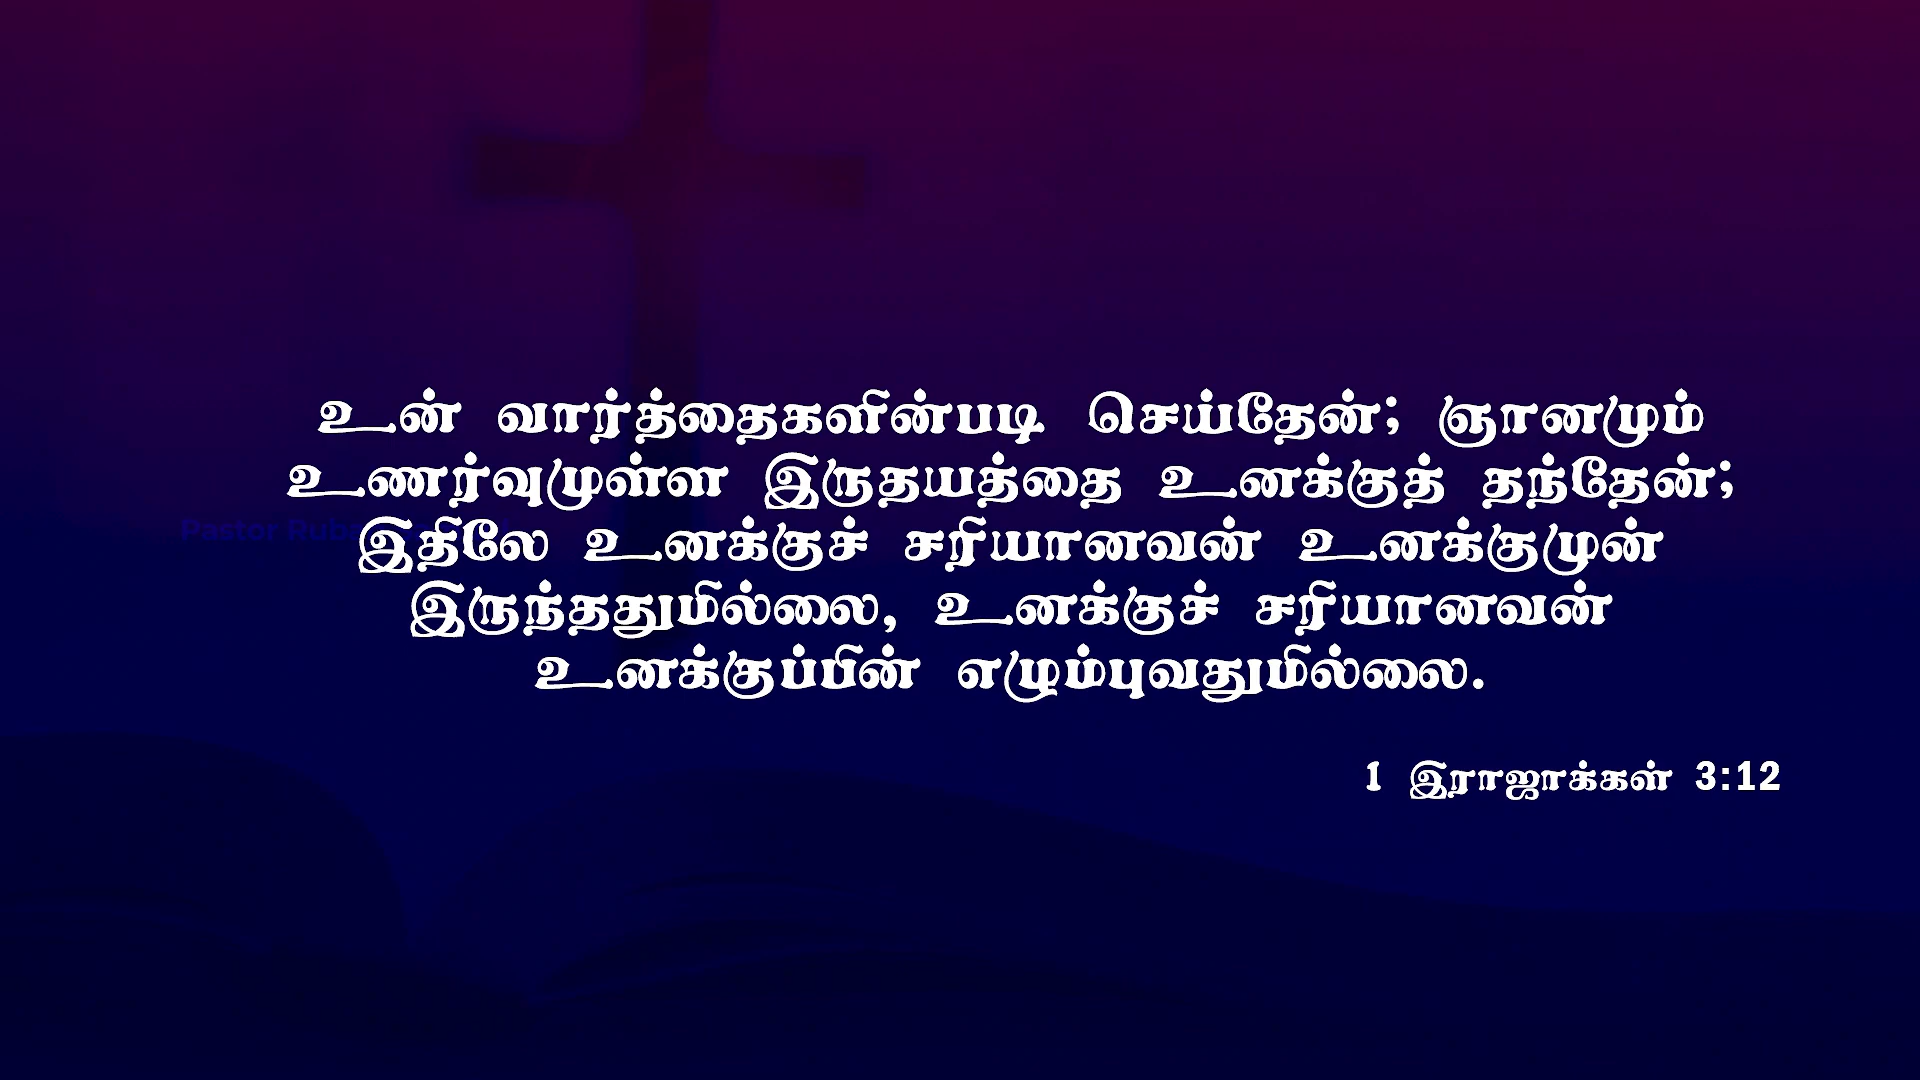 உன் வார்த்தைகளின்படி செய்தேன்; ஞானமும்
உணர்வுமுள்ள இருதயத்தை உனக்குத் தந்தேன்;
இதிலே உனக்குச் சரியானவன் உனக்குமுன்
இருந்ததுமில்லை, உனக்குச் சரியானவன்
உனக்குப்பின் எழும்புவதுமில்லை.
1 இராஜாக்கள் 3:12
Pastor